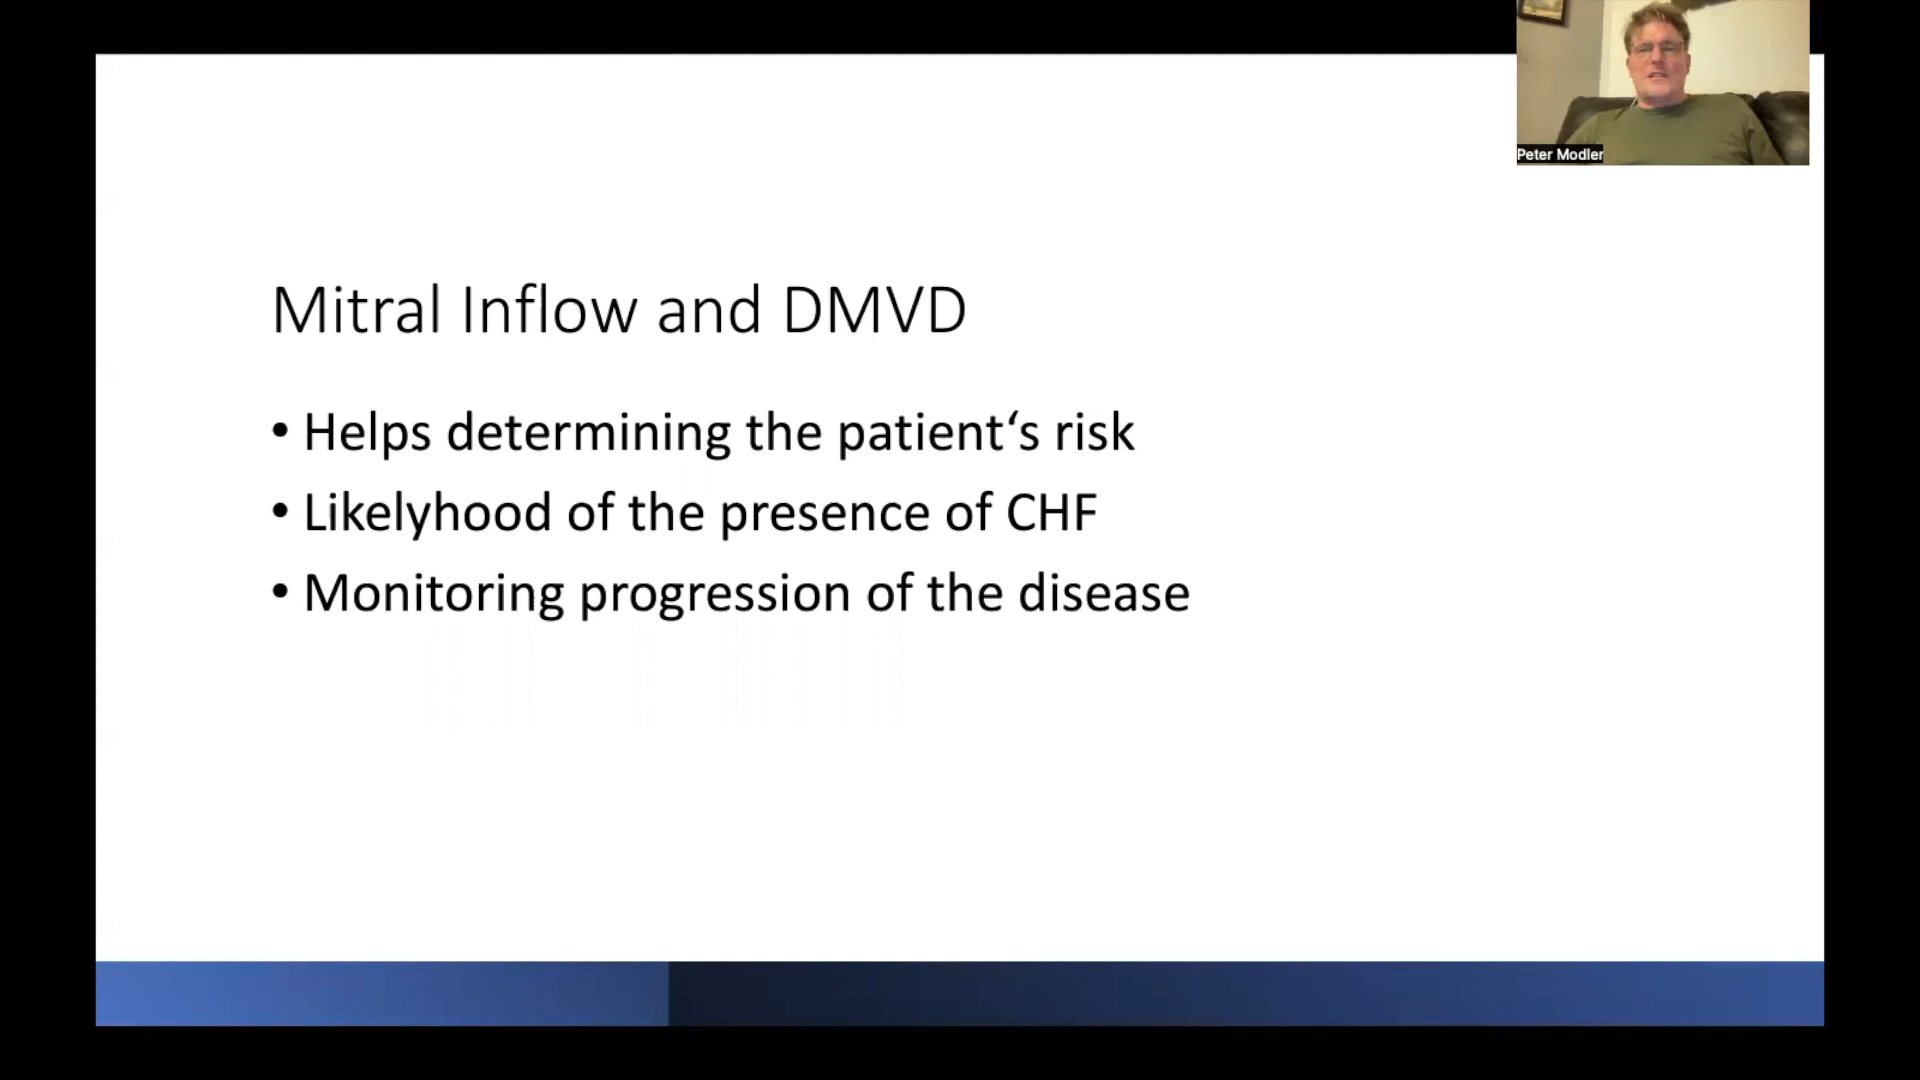 Peter Modler
Mitral Inflow and DMVD
• Helps determining the patient‘s risk
• Likelyhood of the presence of CHF
• Monitoring progression of the disease